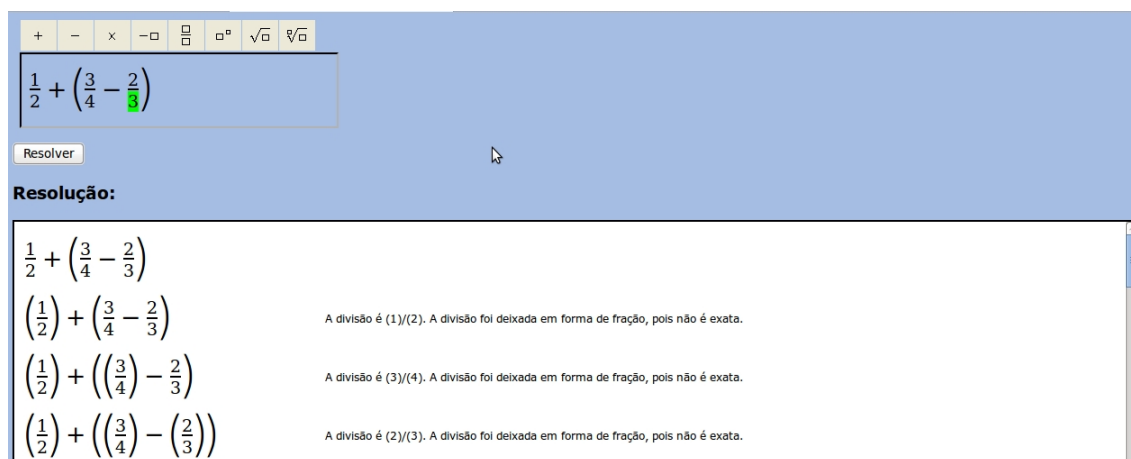 + − × −□ □/□ □^□ √□ □√□
1/2 + (3/4 − 2/3)
Resolver
Resolução:
1/2 + (3/4 − 2/3)
(1/2) + (3/4 − 2/3) A divisão é (1)/(2). A divisão foi deixada em forma de fração, pois não é exata.
(1/2) + ((3/4) − 2/3) A divisão é (3)/(4). A divisão foi deixada em forma de fração, pois não é exata.
(1/2) + ((3/4) − (2/3)) A divisão é (2)/(3). A divisão foi deixada em forma de fração, pois não é exata.